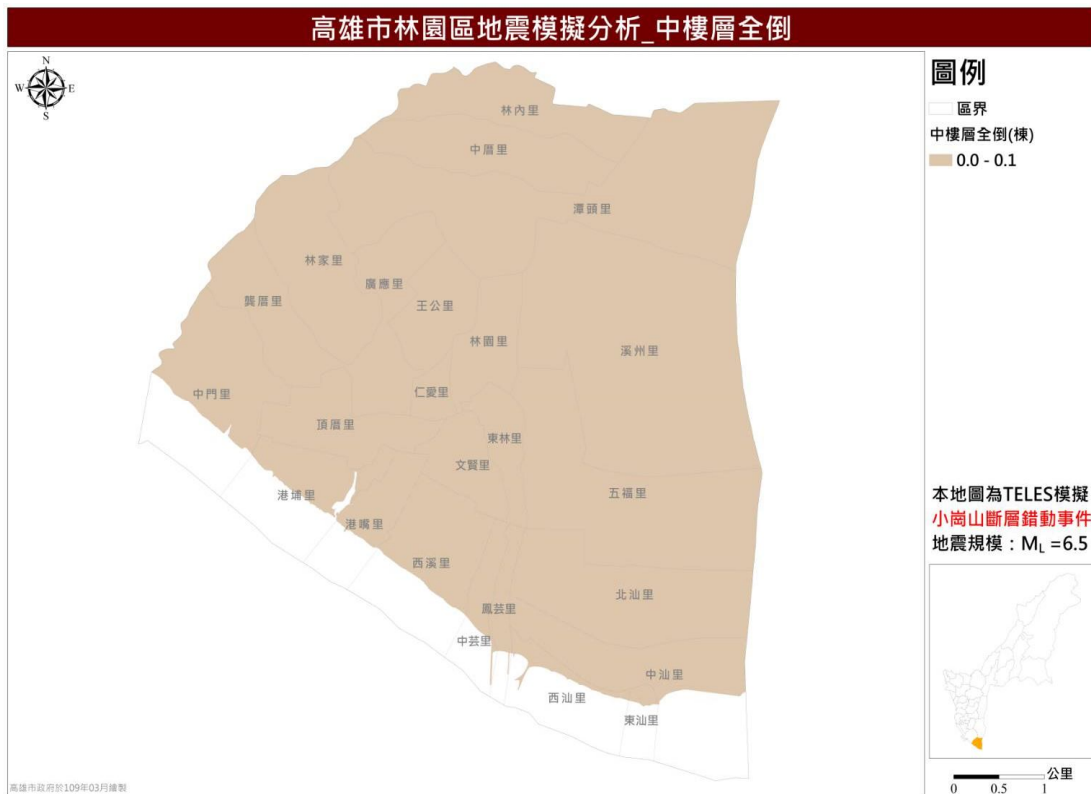 高雄市林園區地震模擬分析_中樓層全倒
N
W E
S
圖例
區界
中樓層全倒(棟)
0.0 - 0.1
林內里
中厝里
潭頭里
林家里
廣應里
龔厝里
王公里
林園里
溪州里
中門里
仁愛里
頂厝里
東林里
文賢里
港埔里
五福里
港嘴里
西溪里
北汕里
鳳芸里
中芸里
中汕里
西汕里
東汕里
本地圖為TELES模擬
小崗山斷層錯動事件
地震規模：ML =6.5
公里
0 0.5 1
高雄市政府於109年03月繪製